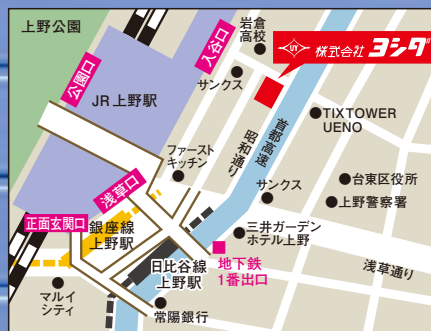 上野公園
岩倉
高校
入谷口
UY
株式会社 ヨシダ
公園口
JR上野駅
サンクス
TIXTOWER
UENO
首都高速
昭和通り
ファースト
キッチン
浅草口
サンクス
台東区役所
上野警察署
正面玄関口
銀座線
上野駅
三井ガーデン
ホテル上野
日比谷線
上野駅
地下鉄
1番出口
浅草通り
マルイ
シティ
常陽銀行